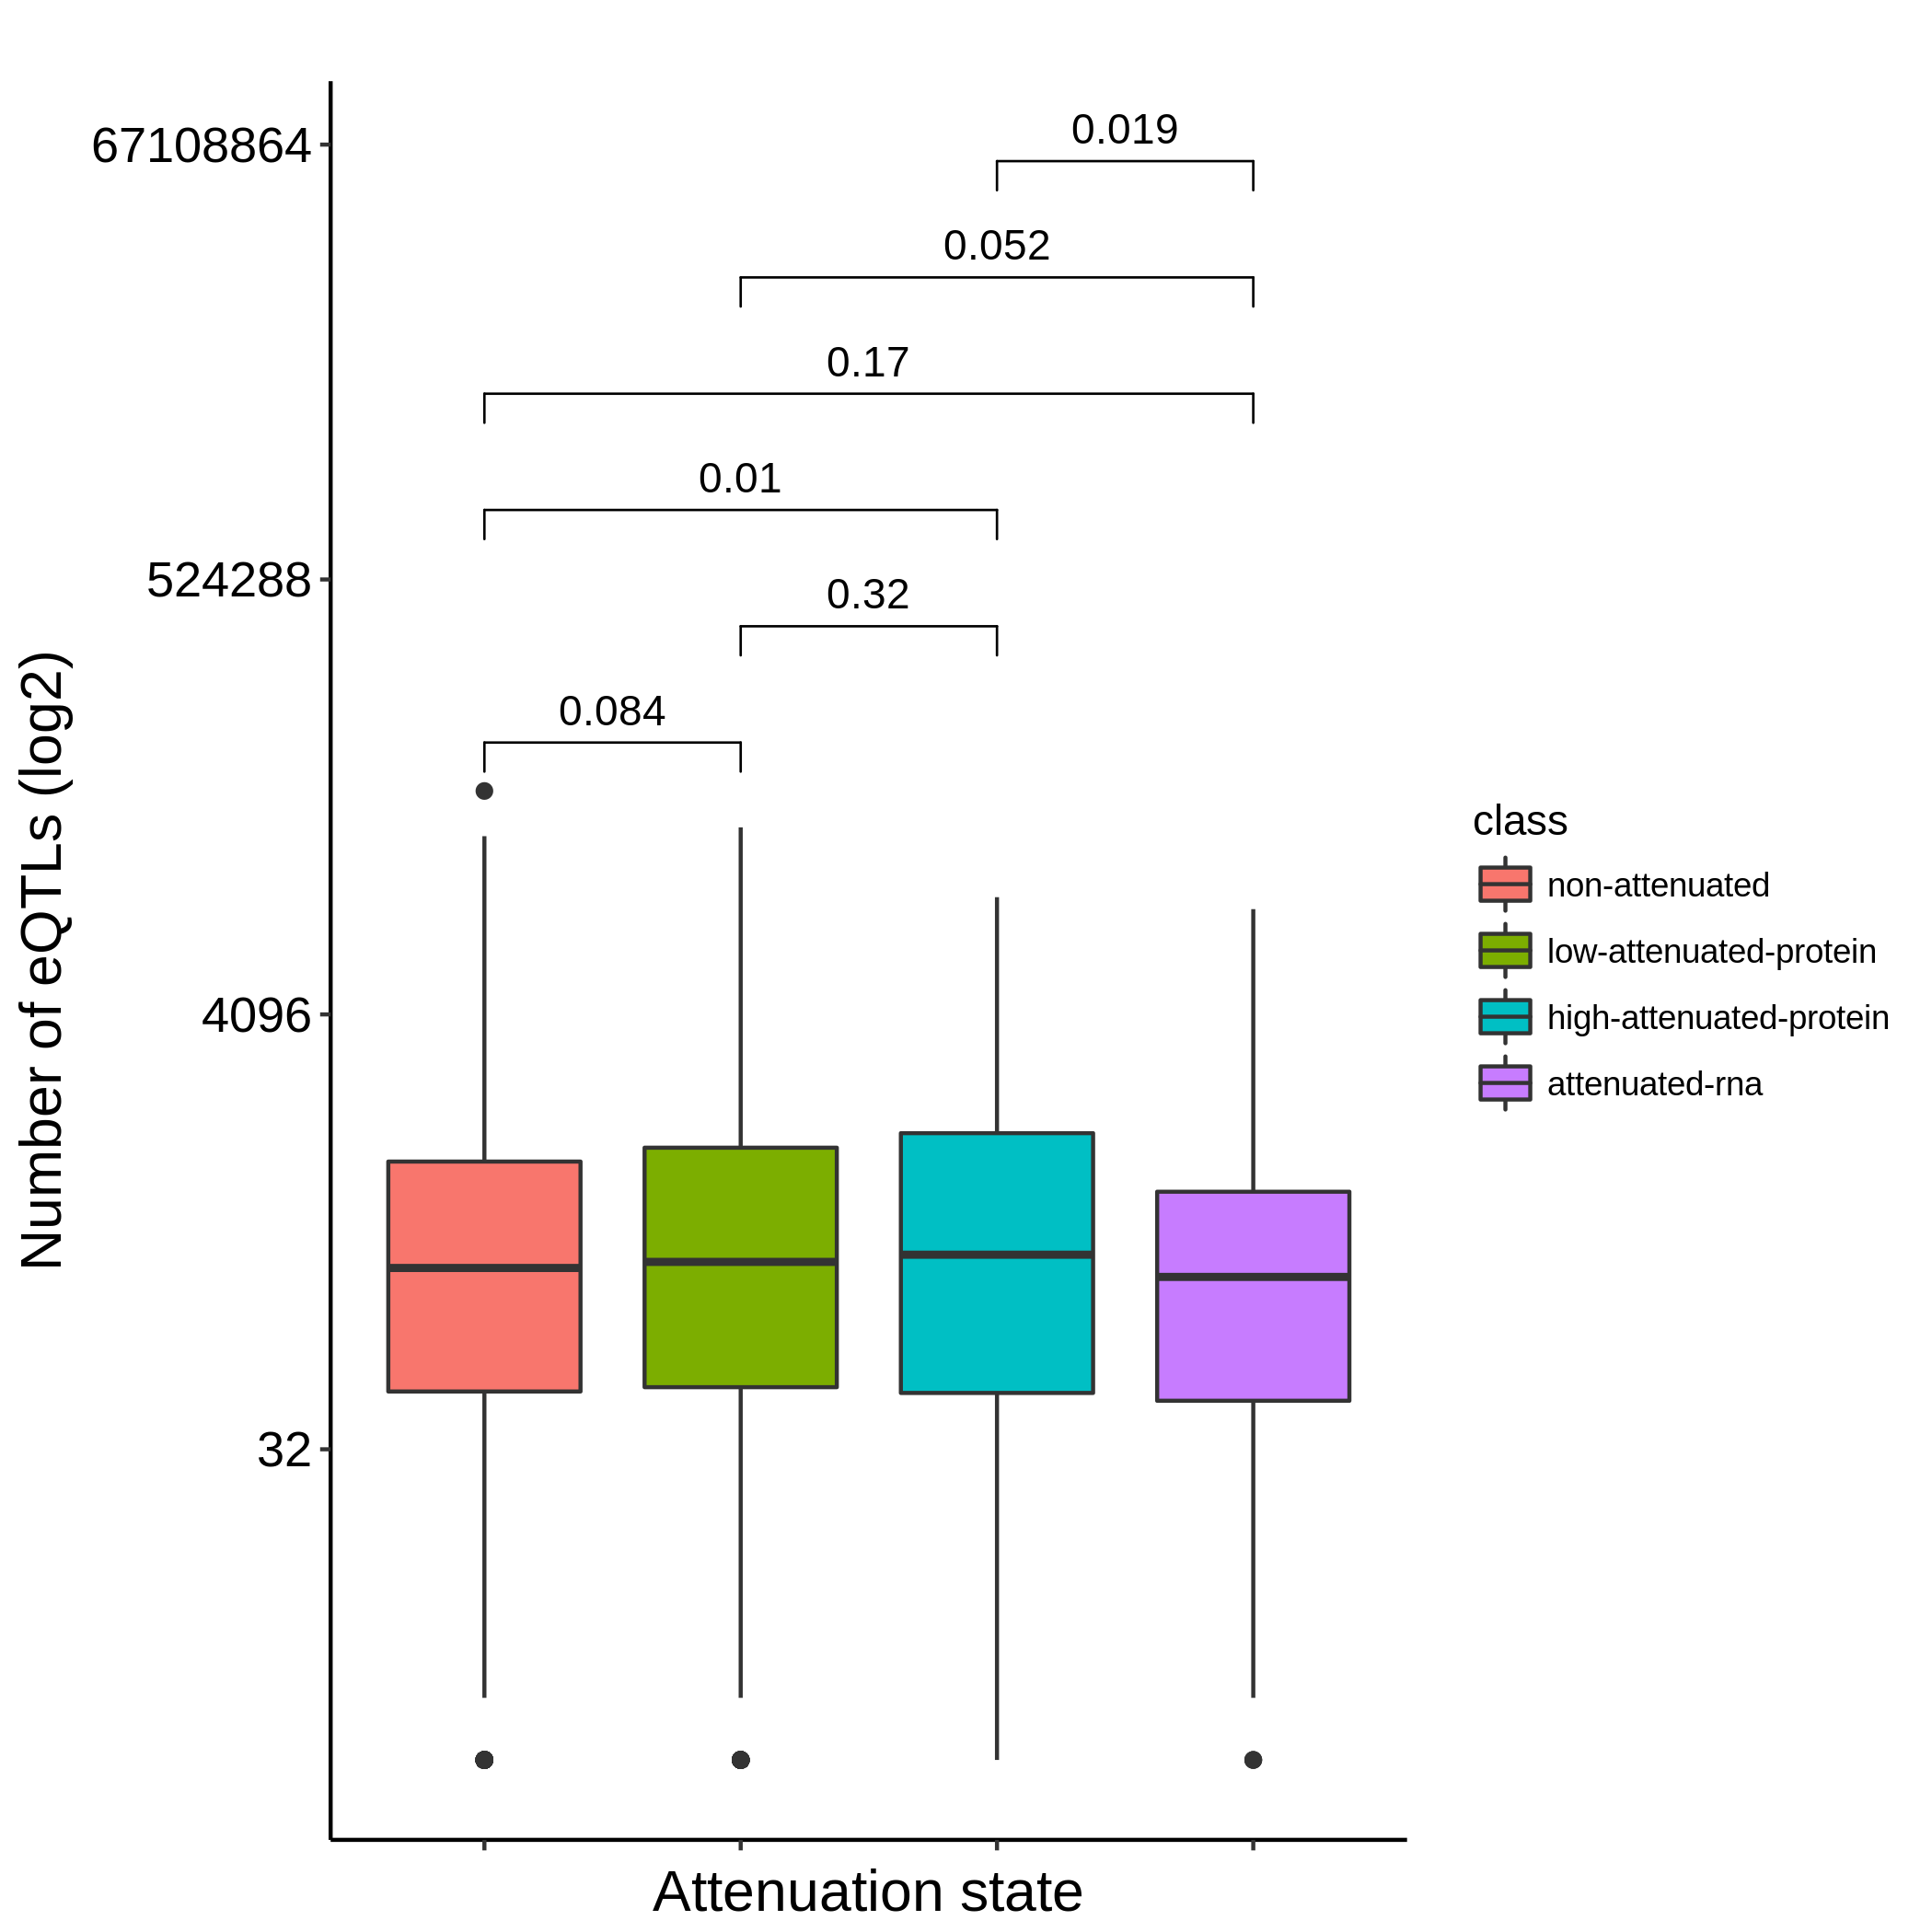 67108864
524288
4096
32
Number of eQTLs (log2)
0.019
0.052
0.17
0.01
0.32
0.084
class
non-attenuated
low-attenuated-protein
high-attenuated-protein
attenuated-rna
Attenuation state